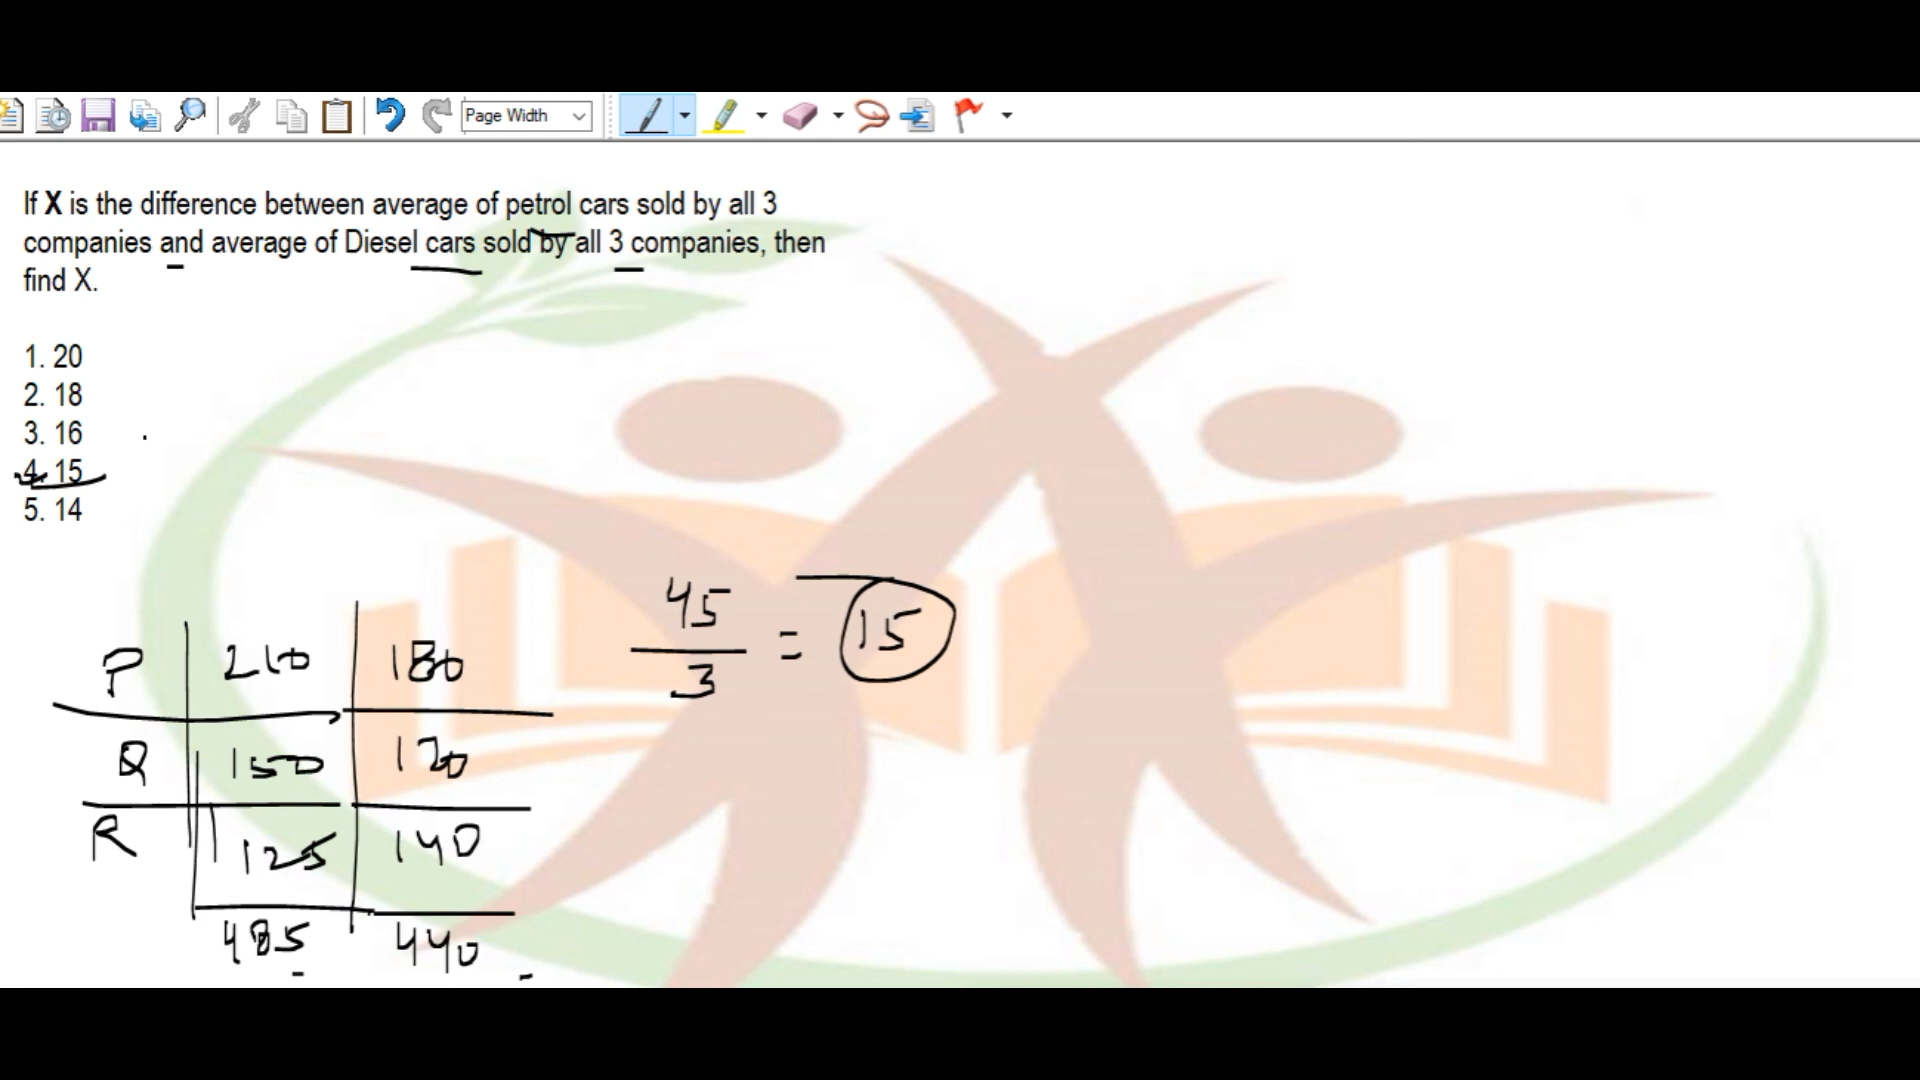 Page Width
If X is the difference between average of petrol cars sold by all 3
companies and average of Diesel cars sold by all 3 companies, then
find X.
1. 20
2. 18
3. 16
4. 15
5. 14
P 210 180
Q 150 120
R 125 140
485 440
45
3
= 15